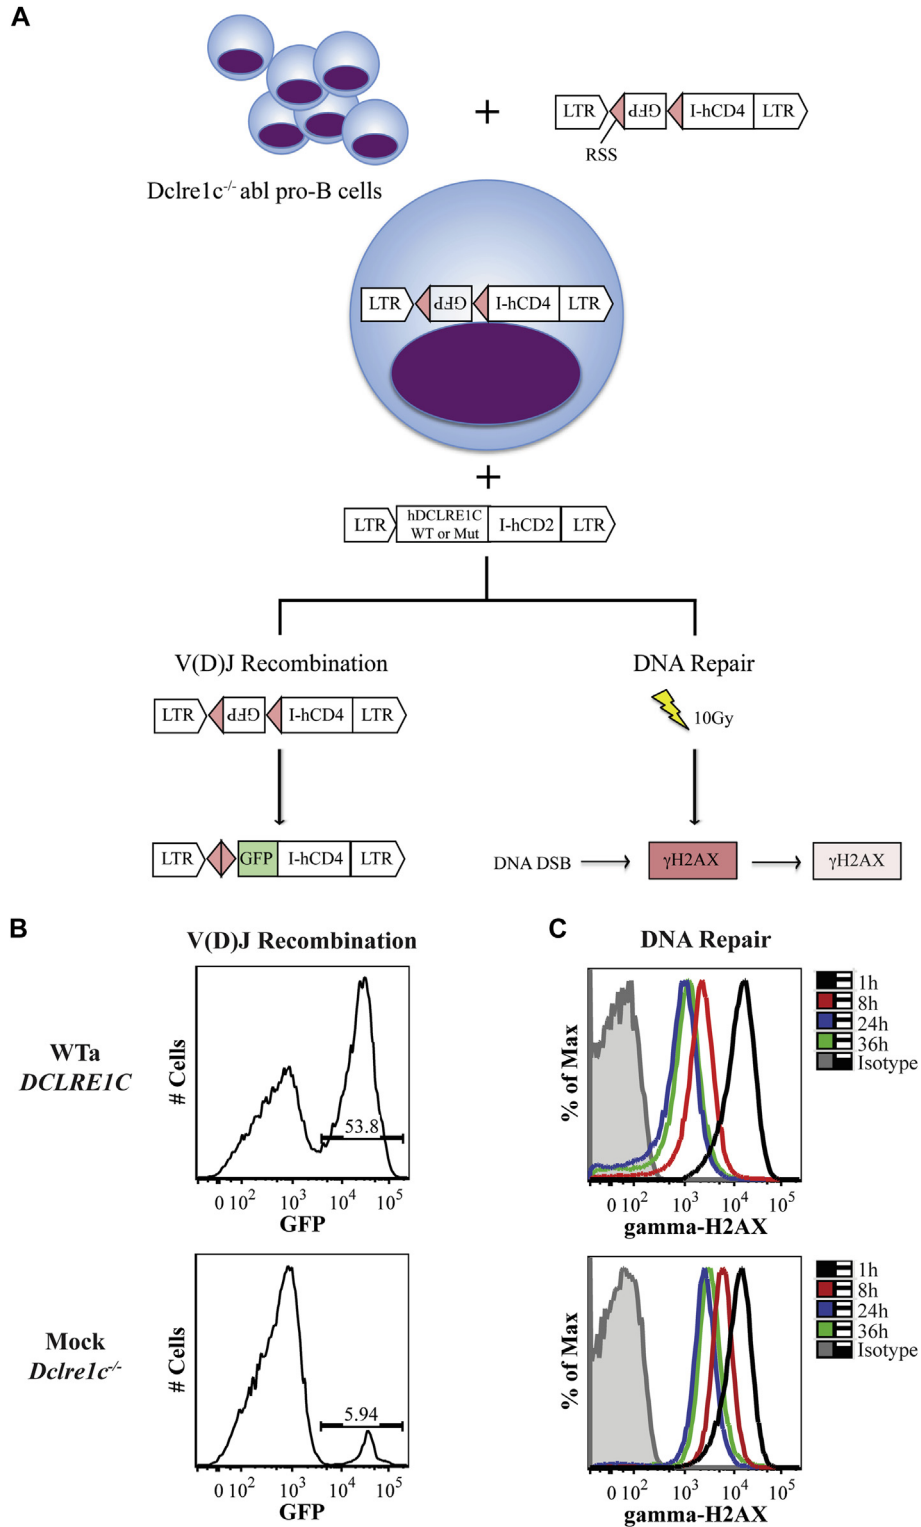 A
LTR GFP I-hCD4 LTR
RSS
Dclre1c-/- abl pro-B cells
LTR GFP I-hCD4 LTR
LTR hDCLRE1C WT or Mut I-hCD2 LTR
V(D)J Recombination
DNA Repair
LTR GFP I-hCD4 LTR
10Gy
LTR GFP I-hCD4 LTR
DNA DSB γH2AX γH2AX
B
V(D)J Recombination
WTa
DCLRE1C
# Cells
53.8
0 10² 10³ 10⁴ 10⁵
GFP
Mock
Dclre1c-/-
# Cells
5.94
0 10² 10³ 10⁴ 10⁵
GFP
C
DNA Repair
% of Max
0 10² 10³ 10⁴ 10⁵
gamma-H2AX
1h
8h
24h
36h
Isotype
% of Max
0 10² 10³ 10⁴ 10⁵
gamma-H2AX
1h
8h
24h
36h
Isotype